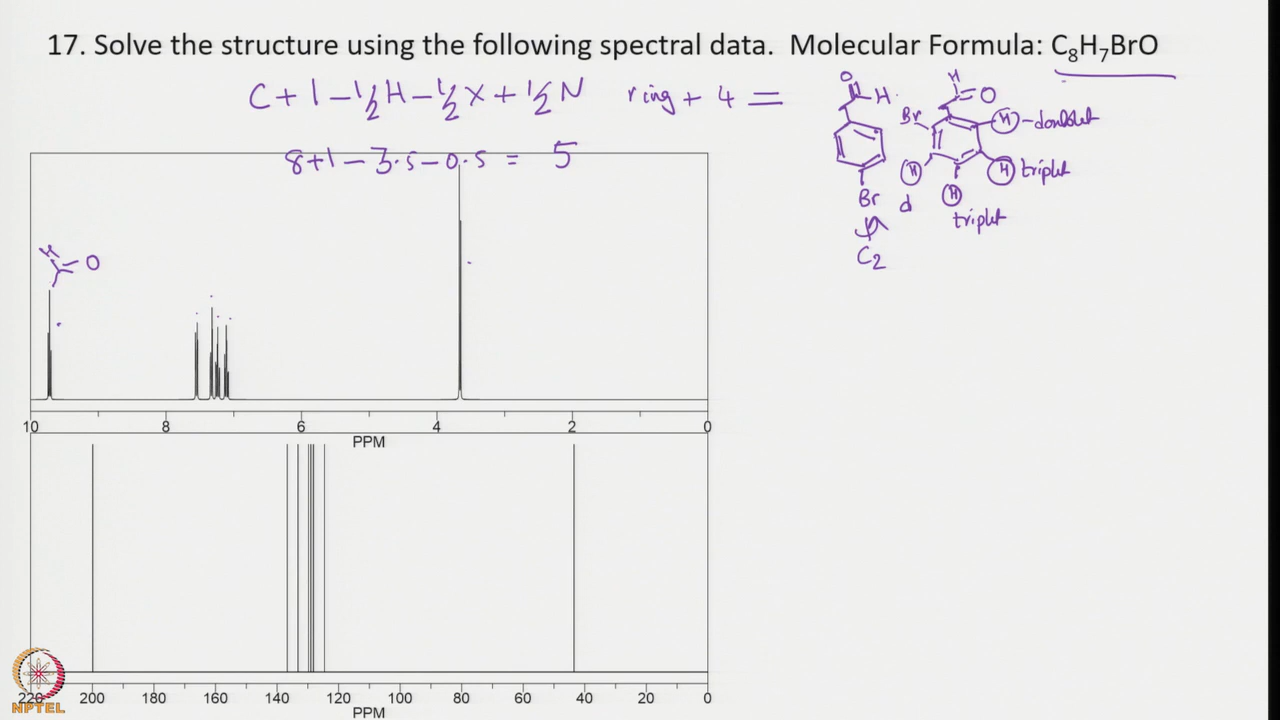 17. Solve the structure using the following spectral data. Molecular Formula: C₈H₇BrO
C + 1 - ½H - ½X + ½N ring + 4 =
8+1 - 3.5 - 0.5 = 5
O
H
H
O
Br
H - doublet
H triplet
H
d
H
triplet
Br
C₂
H
O
10 8 6 4 2 0
PPM
220 200 180 160 140 120 100 80 60 40 20 0
PPM
NPTEL